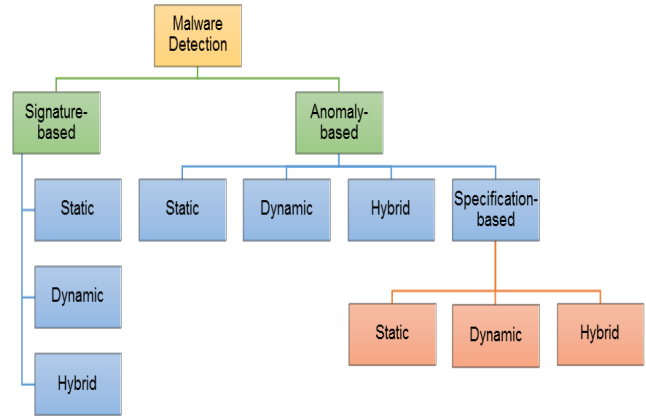 Malware
Detection
Signature-
based
Anomaly-
based
Static
Static
Dynamic
Hybrid
Specification-
based
Dynamic
Hybrid
Static
Dynamic
Hybrid